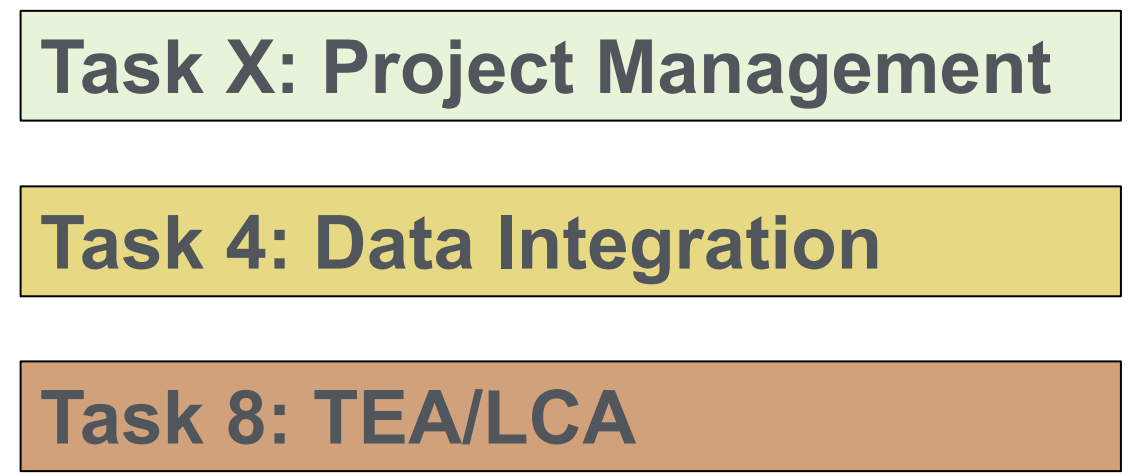 Task X: Project Management
Task 4: Data Integration
Task 8: TEA/LCA